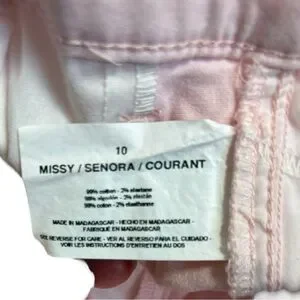 10
MISSY / SENORA / COURANT
98% cotton - 2% elastane
98% algodón - 2% elastán
98% coton - 2% élasthanne
MADE IN MADAGASCAR - HECHO EN MADAGASCAR -
FABRIQUÉ EN MADAGASCAR
SEE REVERSE FOR CARE - VER AL REVERSO PARA EL CUIDADO -
VOIR LES INSTRUCTIONS D'ENTRETIEN AU DOS